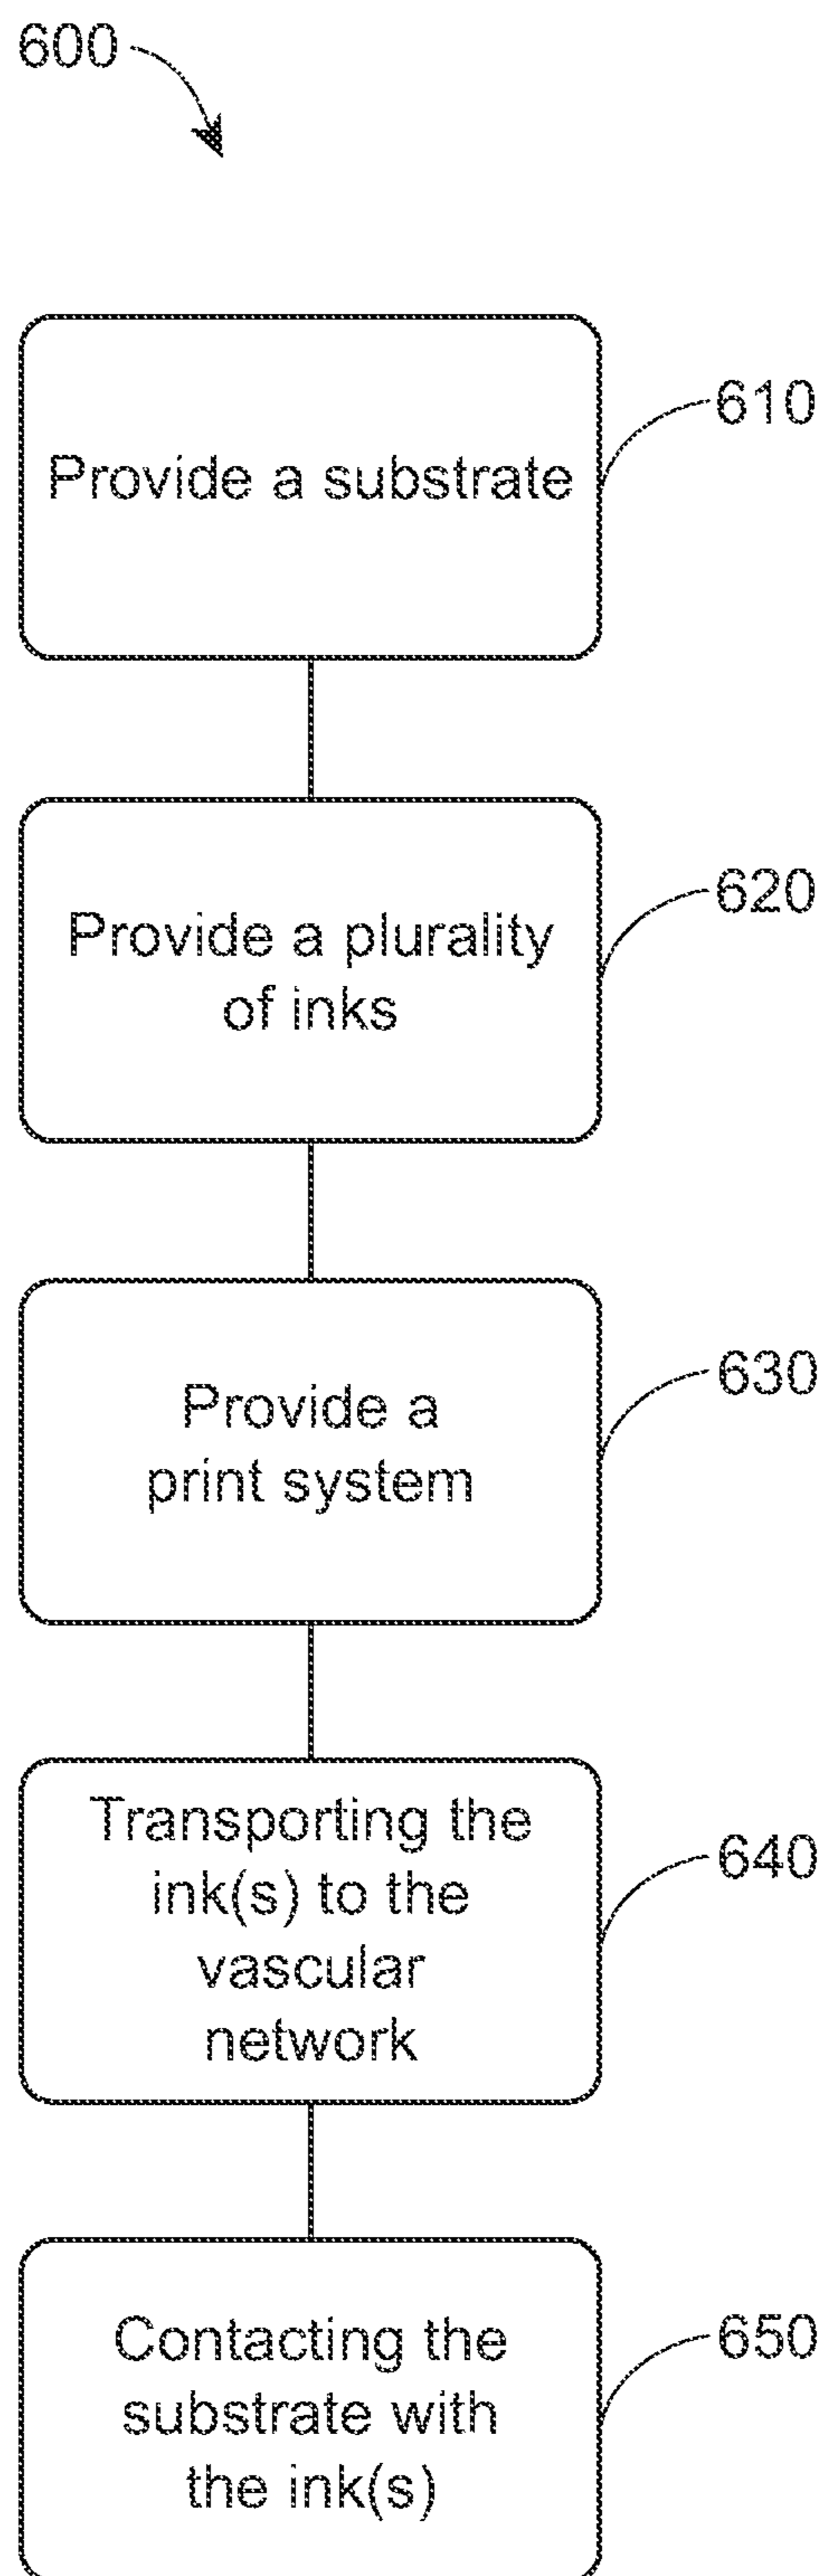 600
610
Provide a substrate
620
Provide a plurality
of inks
630
Provide a
print system
Transporting the
640
ink(s) to the
vascular
network
650
Contacting the
substrate with
the ink(s)